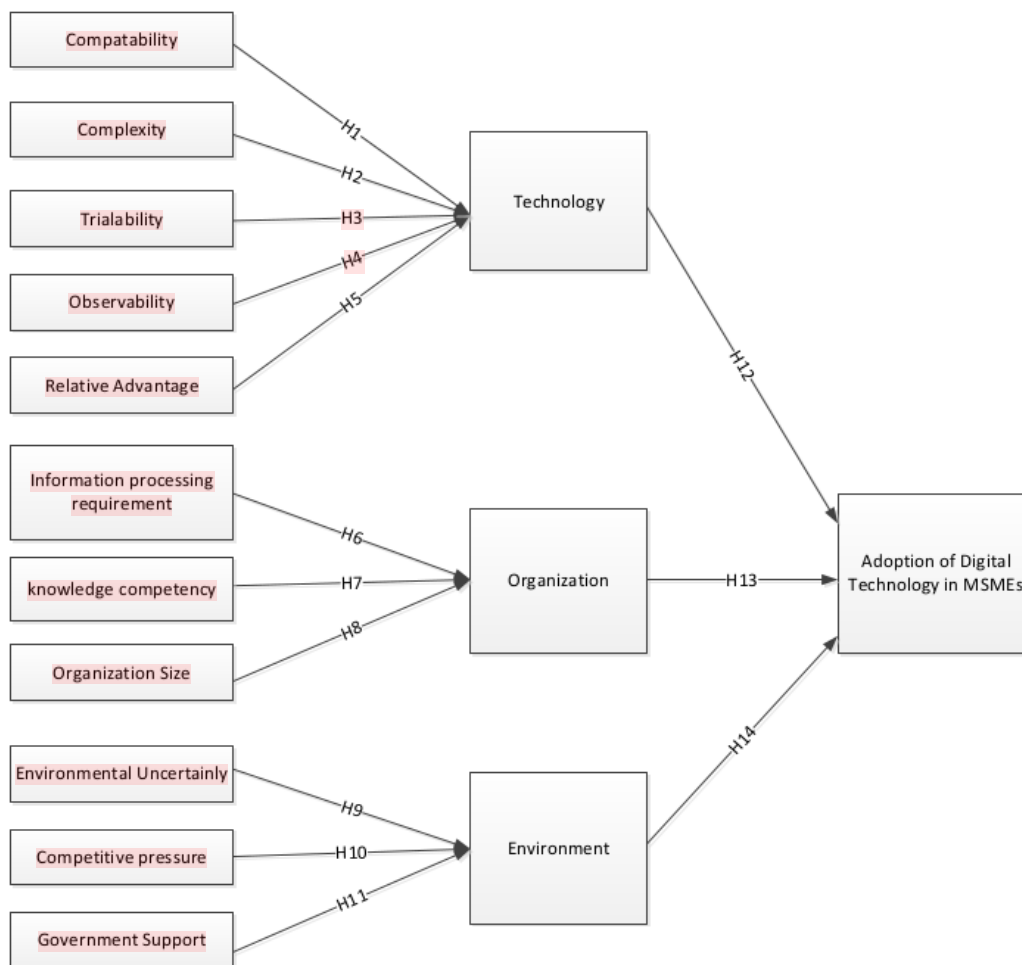 Compatability
Complexity
Trialability
Observability
Relative Advantage
H1
H2
H3
H4
H5
Technology
H12
Information processing
requirement
knowledge competency
Organization Size
H6
H7
H8
Organization
H13
Adoption of Digital
Technology in MSMEs
Environmental Uncertainly
Competitive pressure
Government Support
H9
H10
H11
Environment
H14